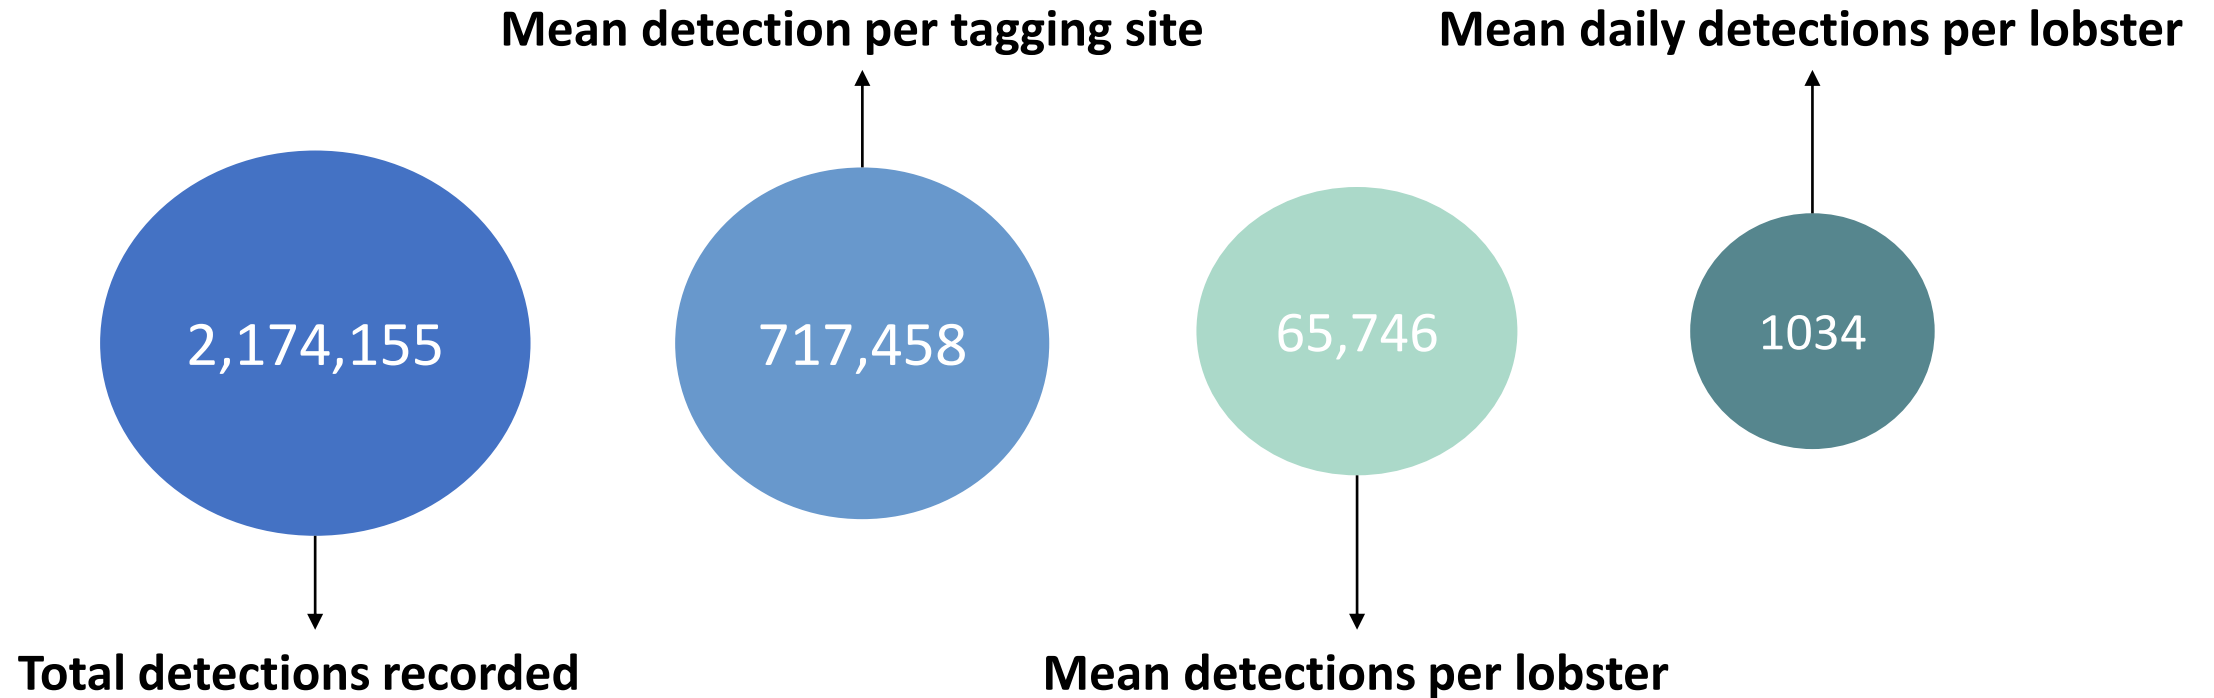 Mean detection per tagging site
Mean daily detections per lobster
2,174,155
717,458
65,746
1034
Total detections recorded
Mean detections per lobster